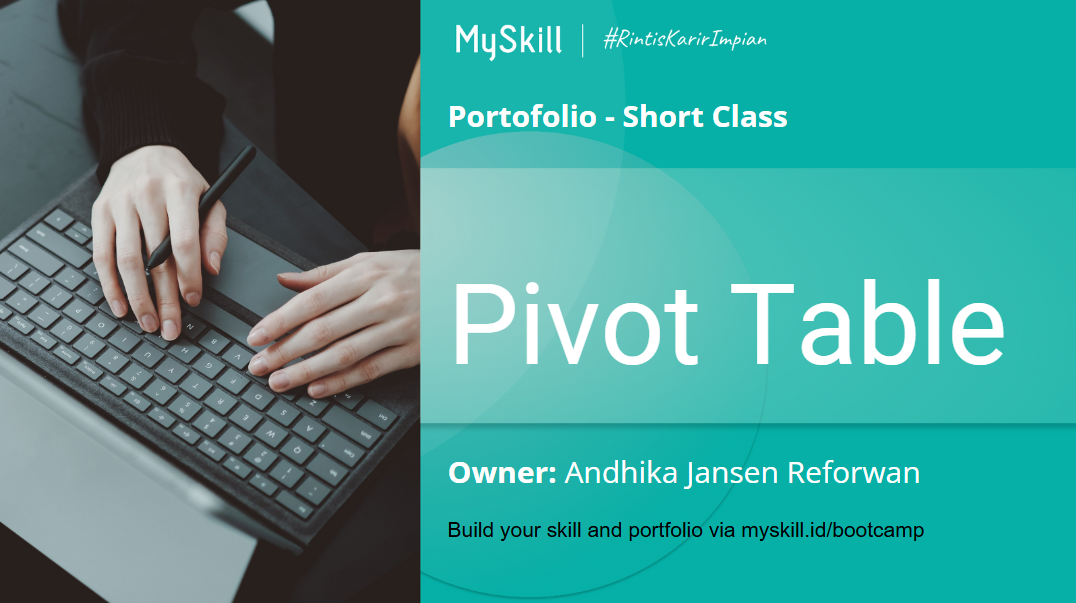 MySkill | #RintisKarirImpian
Portofolio - Short Class
Pivot Table
Owner: Andhika Jansen Reforwan
Build your skill and portfolio via myskill.id/bootcamp